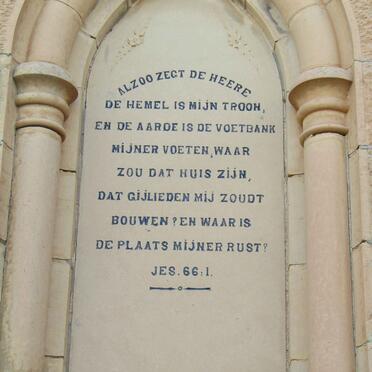 ALZOO ZEGT DE HEERE
DE HEMEL IS MIJN TROON,
EN DE AARDE IS DE VOETBANK
MIJNER VOETEN, WAAR
ZOU DAT HUIS ZIJN,
DAT GIJLIEDEN MIJ ZOUDT
BOUWEN? EN WAAR IS
DE PLAATS MIJNER RUST?
JES. 66:1.